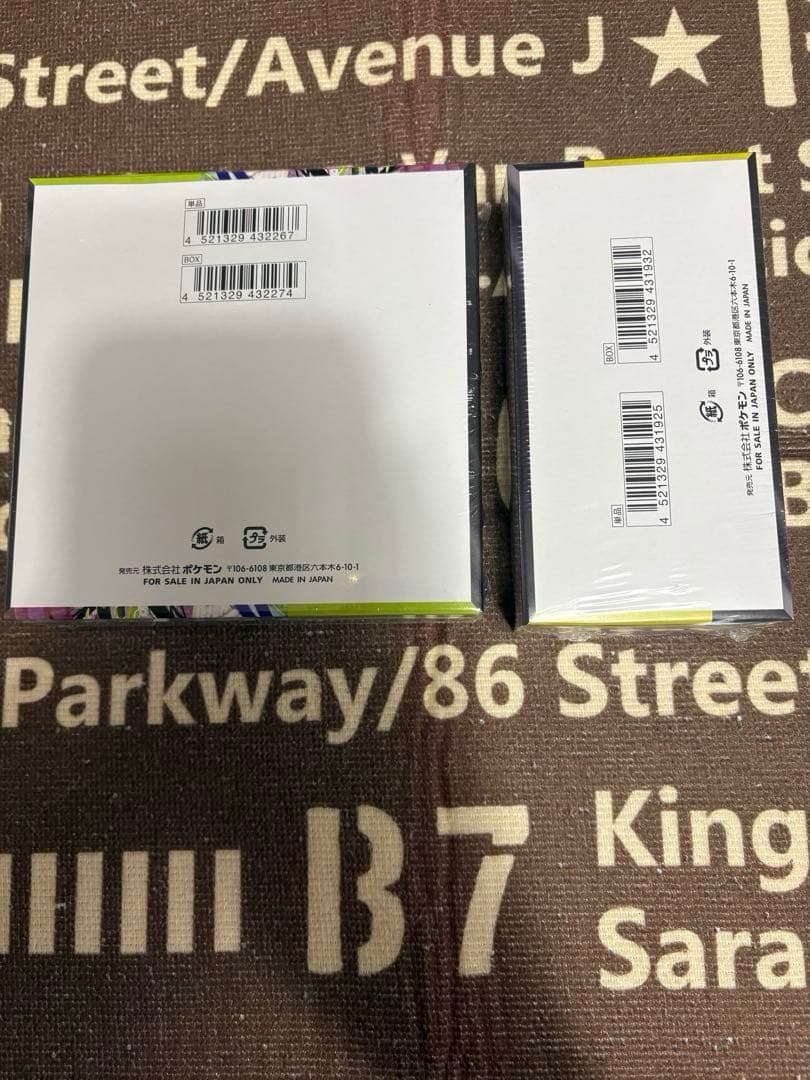 Street/Avenue J ★
単品
4 521329 432267
BOX
4 521329 432274
紙 箱 プラ 外装
発売元 株式会社ポケモン 〒106-6108 東京都港区六本木6-10-1
FOR SALE IN JAPAN ONLY MADE IN JAPAN
BOX
4 521329 431932
単品
4 521329 431925
プラ 外装
紙 箱
発売元 株式会社ポケモン 〒106-6108 東京都港区六本木6-10-1
FOR SALE IN JAPAN ONLY MADE IN JAPAN
Parkway/86 Street
B7
King
Sara